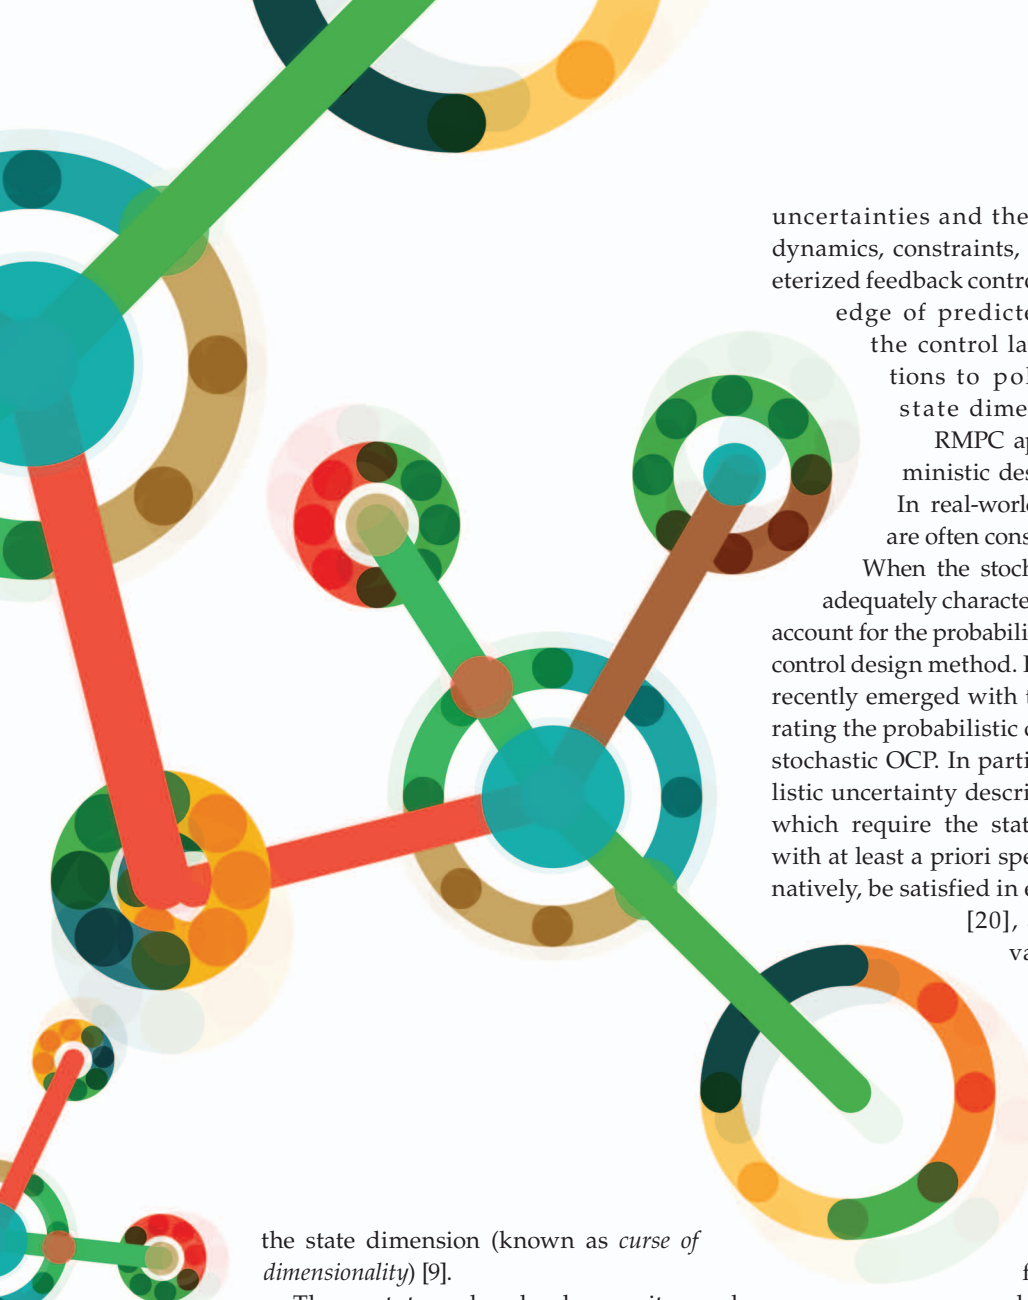 uncertainties and the
dynamics, constraints,
eterized feedback contro
edge of predicte
the control la
tions to pol
state dime
RMPC ap
ministic des
In real-worl
are often cons
When the stoch
adequately characte
account for the probabili
control design method.
recently emerged with t
rating the probabilistic c
stochastic OCP. In parti
listic uncertainty descri
which require the stat
with at least a priori spe
natively, be satisfied in e
[20],
va
the state dimension (known as curse of
dimensionality) [9].